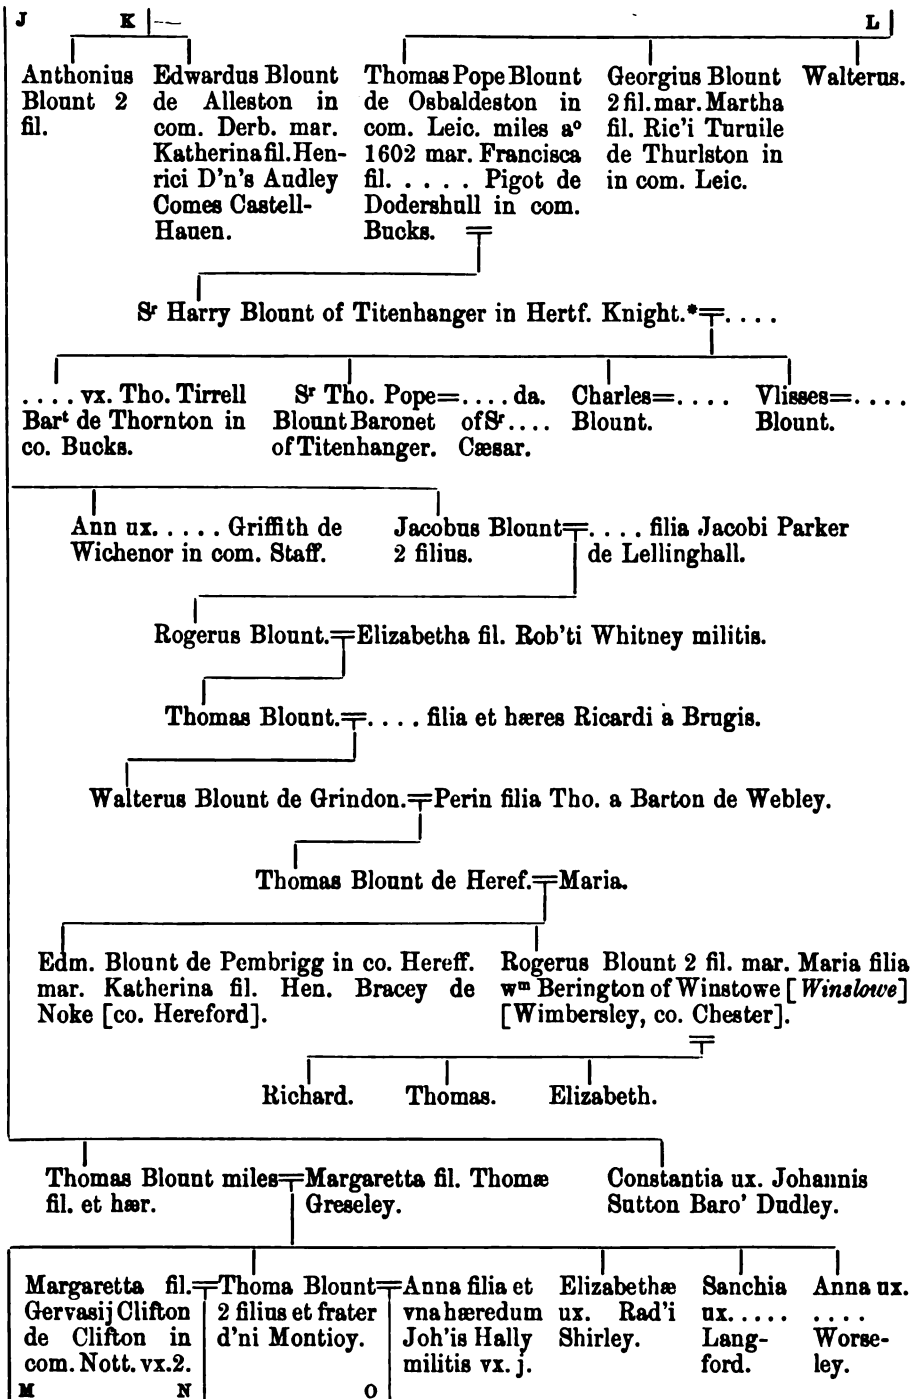 J K L
Anthonius
Blount 2
fil.
Edwardus Blount
de Alleston in
com. Derb. mar.
Katherina fil. Hen-
rici D'n's Audley
Comes Castell-
Hauen.
Thomas Pope Blount
de Osbaldeston in
com. Leic. miles aº
1602 mar. Francisca
fil. . . . . Pigot de
Dodershull in com.
Bucks.
Georgius Blount
2 fil. mar. Martha
fil. Ric'i Turuile
de Thurlston in
in com. Leic.
Walterus.
Sr Harry Blount of Titenhanger in Hertf. Knight.*=. . . .
. . . . vx. Tho. Tirrell
Bart de Thornton in
co. Bucks.
Sr Tho. Pope=. . . . da.
Blount Baronet of Sr . . . .
of Titenhanger. Cæsar.
Charles=. . . .
Blount.
Vlisses=. . . .
Blount.
Ann ux. . . . . Griffith de
Wichenor in com. Staff.
Jacobus Blount=. . . . filia Jacobi Parker
2 filius. de Lellinghall.
Rogerus Blount.=Elizabetha fil. Rob'ti Whitney militis.
Thomas Blount.=. . . . filia et hæres Ricardi à Brugis.
Walterus Blount de Grindon.=Perin filia Tho. a Barton de Webley.
Thomas Blount de Heref.=Maria.
Edm. Blount de Pembrigg in co. Hereff.
mar. Katherina fil. Hen. Bracey de
Noke [co. Hereford].
Rogerus Blount 2 fil. mar. Maria filia
wm Berington of Winstowe [Winslowe]
[Wimbersley, co. Chester].
Richard. Thomas. Elizabeth.
Thomas Blount miles=Margaretta fil. Thomæ
fil. et hær. Greseley.
Constantia ux. Johannis
Sutton Baro' Dudley.
Margaretta fil.=
Gervasij Clifton
de Clifton in
com. Nott. vx. 2.
Thoma Blount=
2 filius et frater
d'ni Montioy.
Anna filia et
vna hæredum
Joh'is Hally
militis vx. j.
Elizabethæ
ux. Rad'i
Shirley.
Sanchia
ux. . . . .
Lang-
ford.
Anna ux.
. . . .
Worse-
ley.
M N O